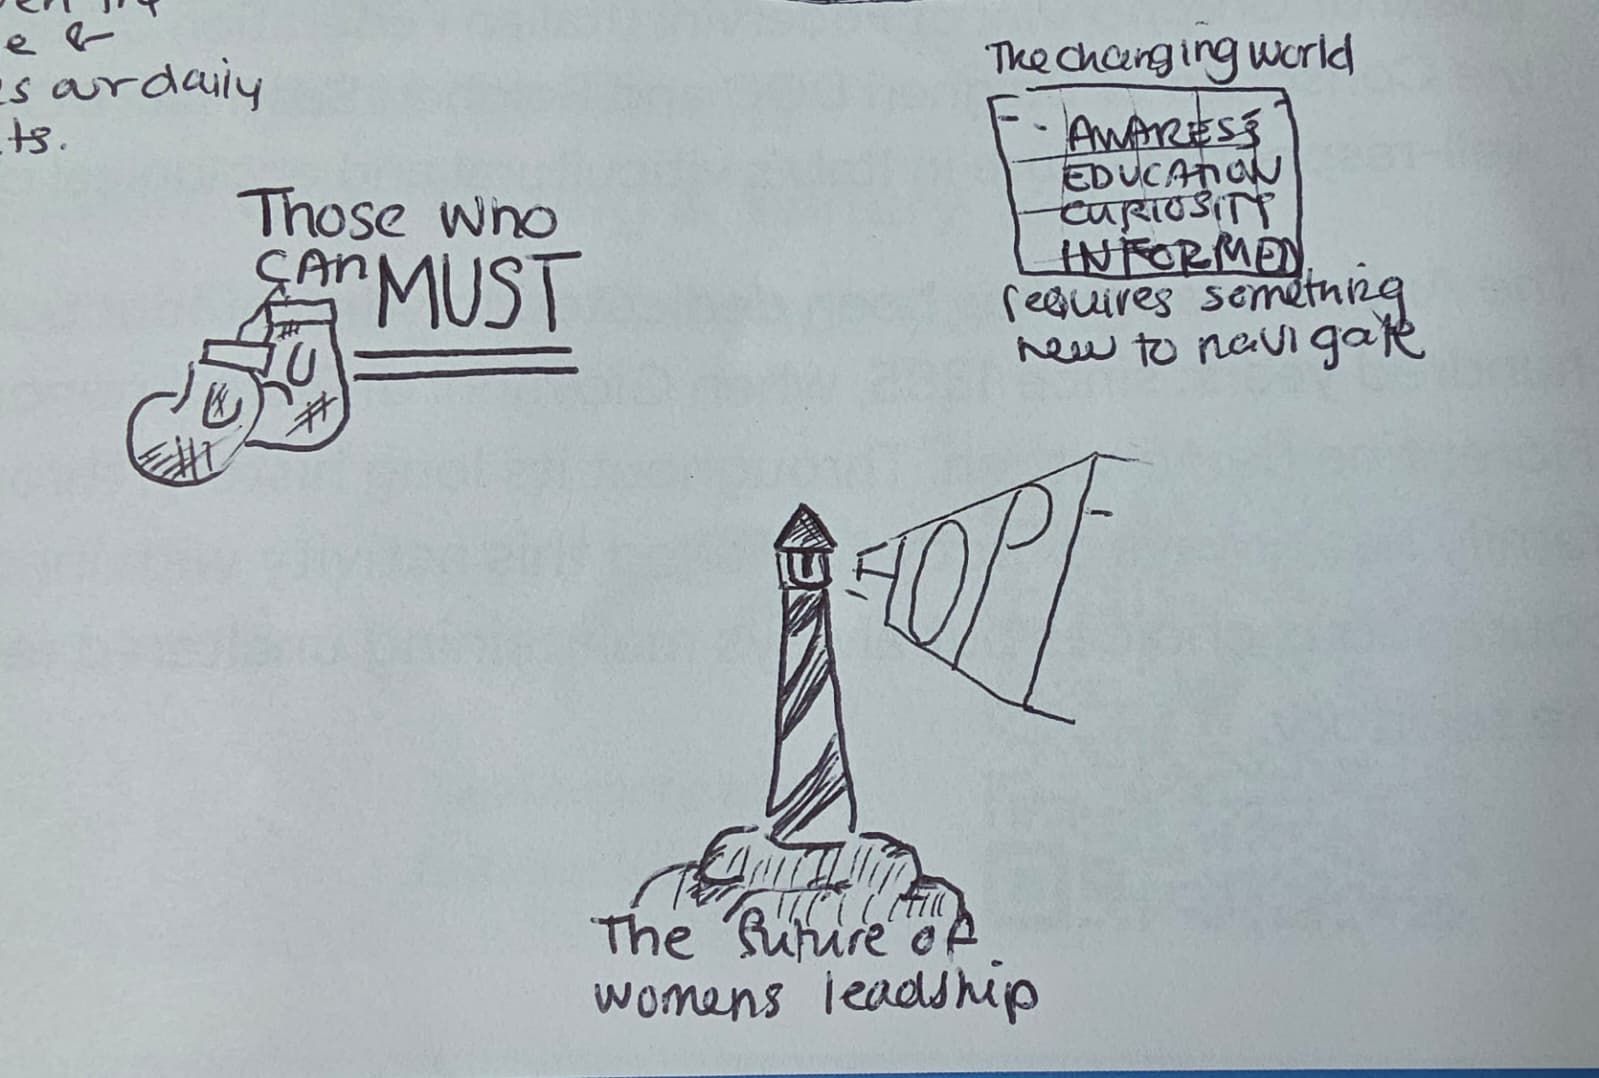 e &
s our daily
ts.
Those who
CAn MUST
The changing world
AWARESS
EDUCATION
CURIOSITY
INFORMED
requires something
new to navigate
The future of
womens leadship